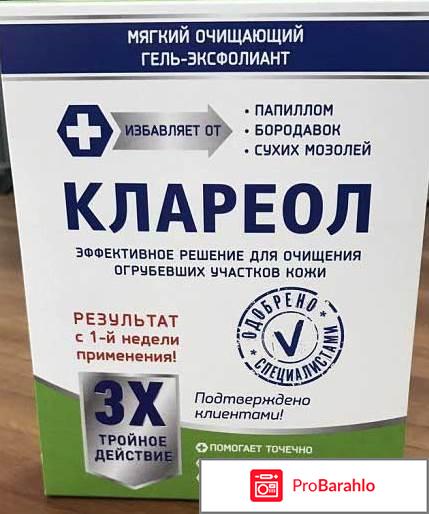 МЯГКИЙ ОЧИЩАЮЩИЙ
ГЕЛЬ-ЭКСФОЛИАНТ
ИЗБАВЛЯЕТ ОТ
• ПАПИЛЛОМ
• БОРОДАВОК
• СУХИХ МОЗОЛЕЙ
КЛАРЕОЛ
ЭФФЕКТИВНОЕ РЕШЕНИЕ ДЛЯ ОЧИЩЕНИЯ
ОГРУБЕВШИХ УЧАСТКОВ КОЖИ
РЕЗУЛЬТАТ
с 1-й недели
применения!
ОДОБРЕНО
СПЕЦИАЛИСТАМИ
3X
ТРОЙНОЕ
ДЕЙСТВИЕ
Подтверждено
клиентами!
ПОМОГАЕТ ТОЧЕЧНО
ProBarahlo